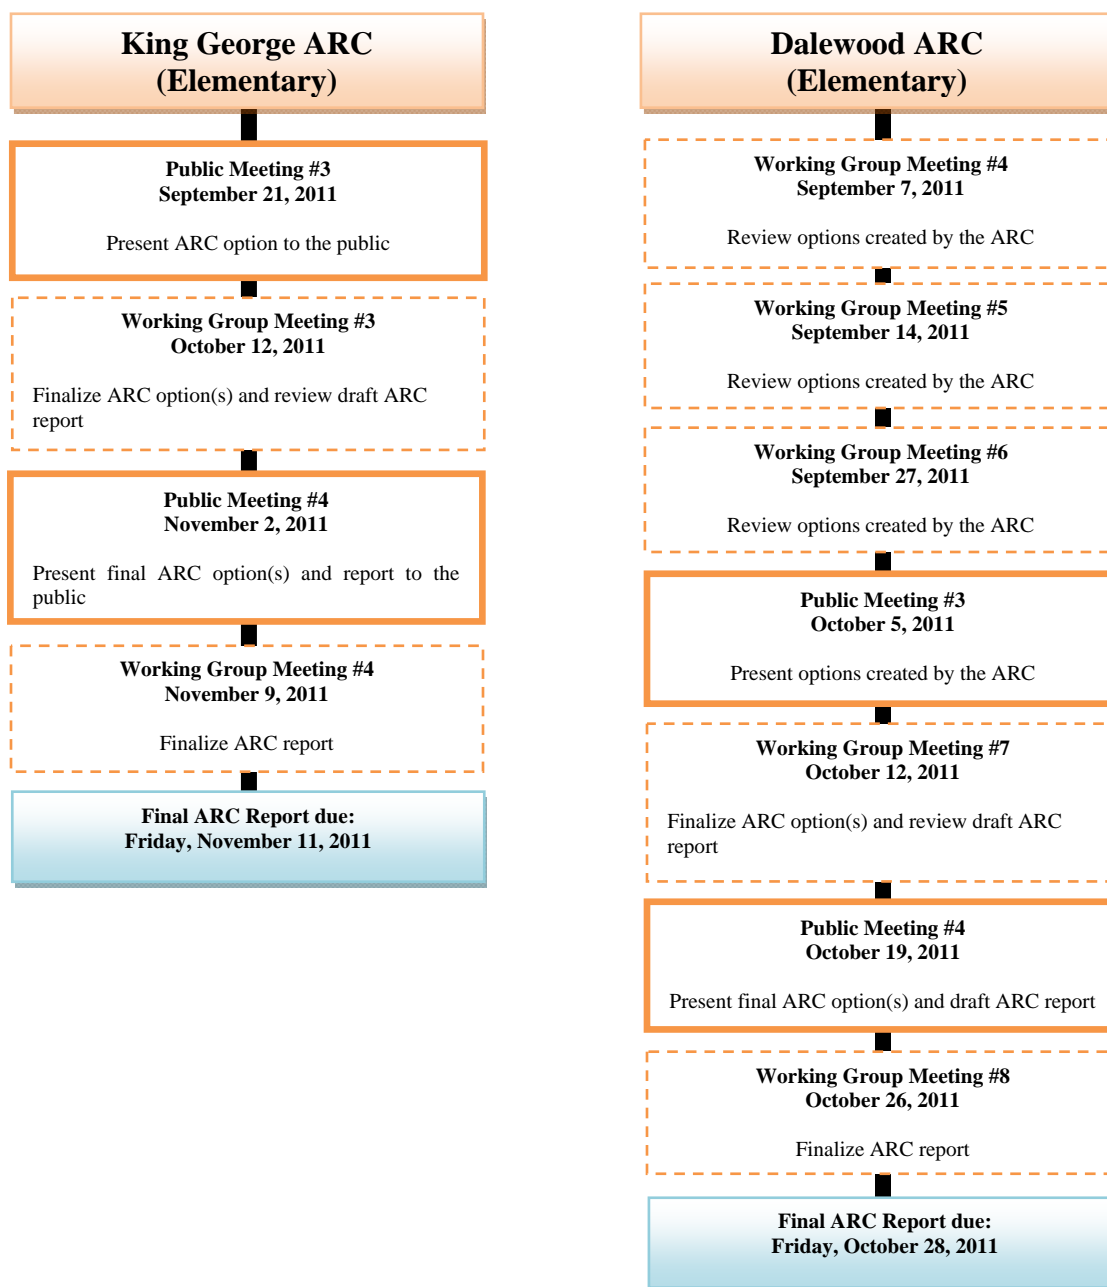 King George ARC
(Elementary)
Public Meeting #3
September 21, 2011
Present ARC option to the public
Working Group Meeting #3
October 12, 2011
Finalize ARC option(s) and review draft ARC
report
Public Meeting #4
November 2, 2011
Present final ARC option(s) and report to the
public
Working Group Meeting #4
November 9, 2011
Finalize ARC report
Final ARC Report due:
Friday, November 11, 2011
Dalewood ARC
(Elementary)
Working Group Meeting #4
September 7, 2011
Review options created by the ARC
Working Group Meeting #5
September 14, 2011
Review options created by the ARC
Working Group Meeting #6
September 27, 2011
Review options created by the ARC
Public Meeting #3
October 5, 2011
Present options created by the ARC
Working Group Meeting #7
October 12, 2011
Finalize ARC option(s) and review draft ARC
report
Public Meeting #4
October 19, 2011
Present final ARC option(s) and draft ARC report
Working Group Meeting #8
October 26, 2011
Finalize ARC report
Final ARC Report due:
Friday, October 28, 2011